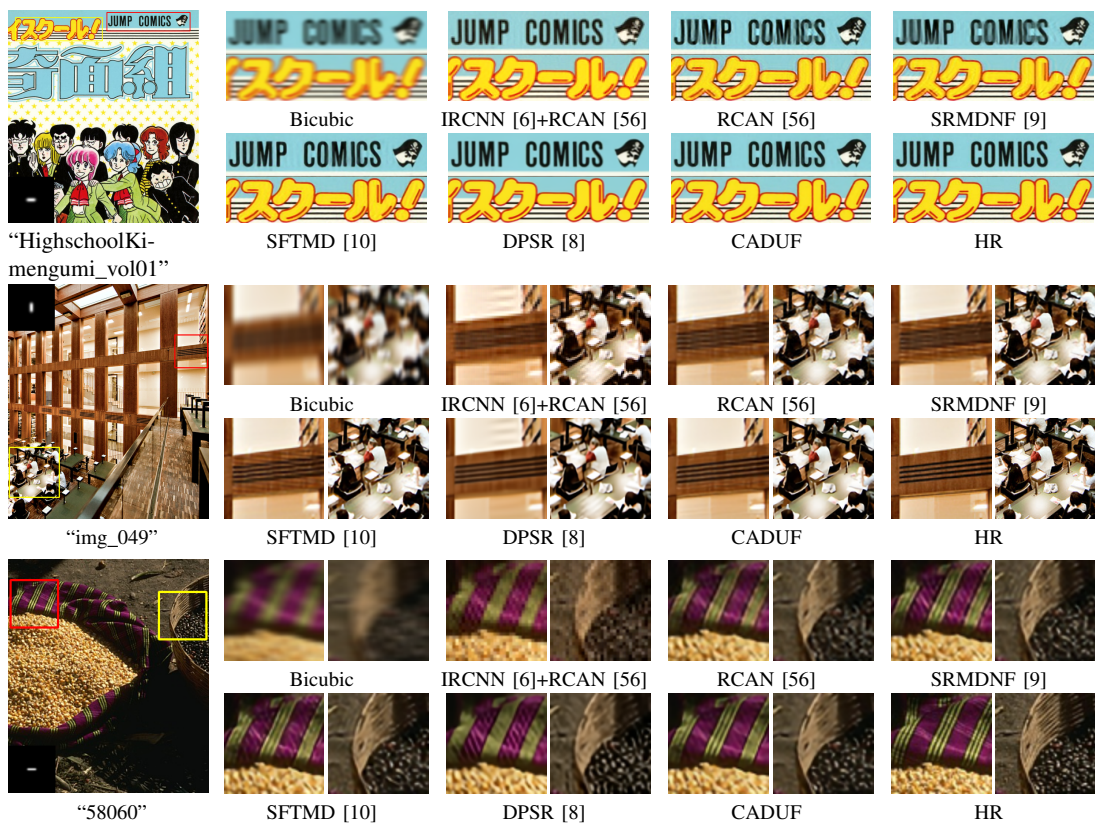 イスクール!
JUMP COMICS
奇面組
JUMP COMICS
イスクール!
Bicubic
JUMP COMICS
イスクール!
IRCNN [6]+RCAN [56]
JUMP COMICS
イスクール!
RCAN [56]
JUMP COMICS
イスクール!
SRMDNF [9]
JUMP COMICS
イスクール!
SFTMD [10]
JUMP COMICS
イスクール!
DPSR [8]
JUMP COMICS
イスクール!
CADUF
JUMP COMICS
イスクール!
HR
“HighschoolKi-
mengumi_vol01”
Bicubic
IRCNN [6]+RCAN [56]
RCAN [56]
SRMDNF [9]
SFTMD [10]
DPSR [8]
CADUF
HR
“img_049”
Bicubic
IRCNN [6]+RCAN [56]
RCAN [56]
SRMDNF [9]
SFTMD [10]
DPSR [8]
CADUF
HR
“58060”